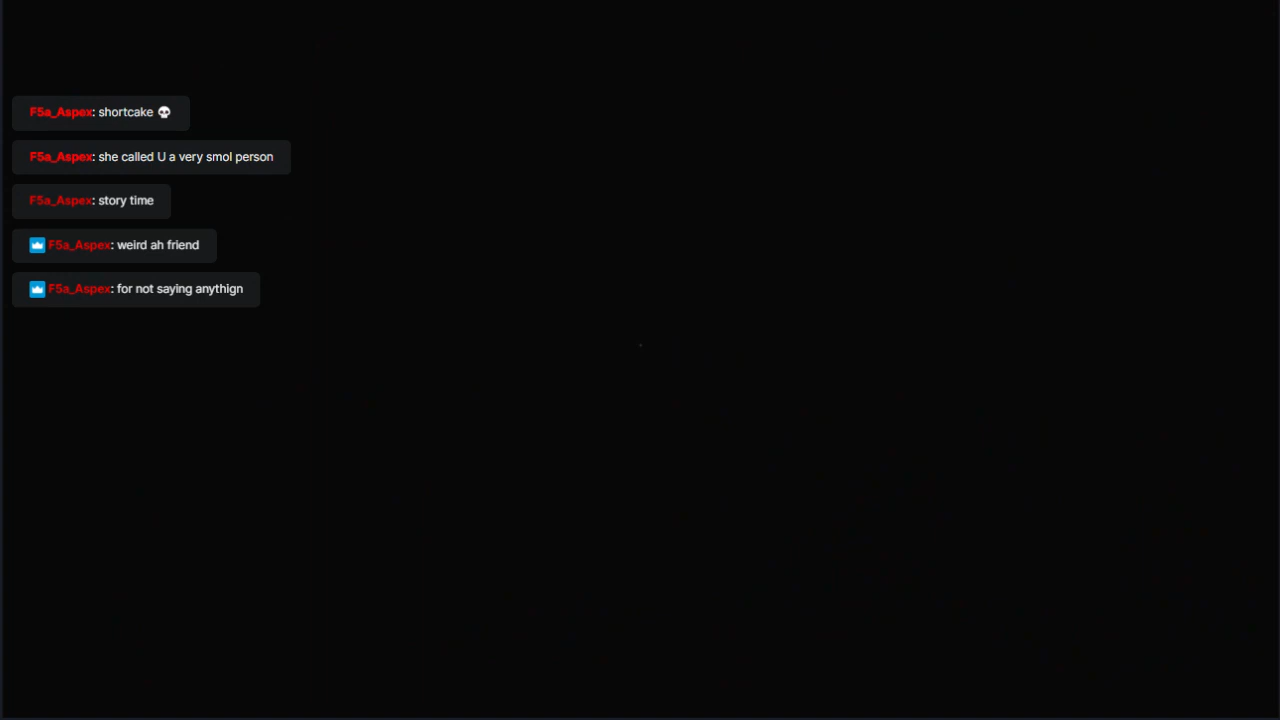 F5a_Aspex: shortcake 💀
F5a_Aspex: she called U a very smol person
F5a_Aspex: story time
F5a_Aspex: weird ah friend
F5a_Aspex: for not saying anythign